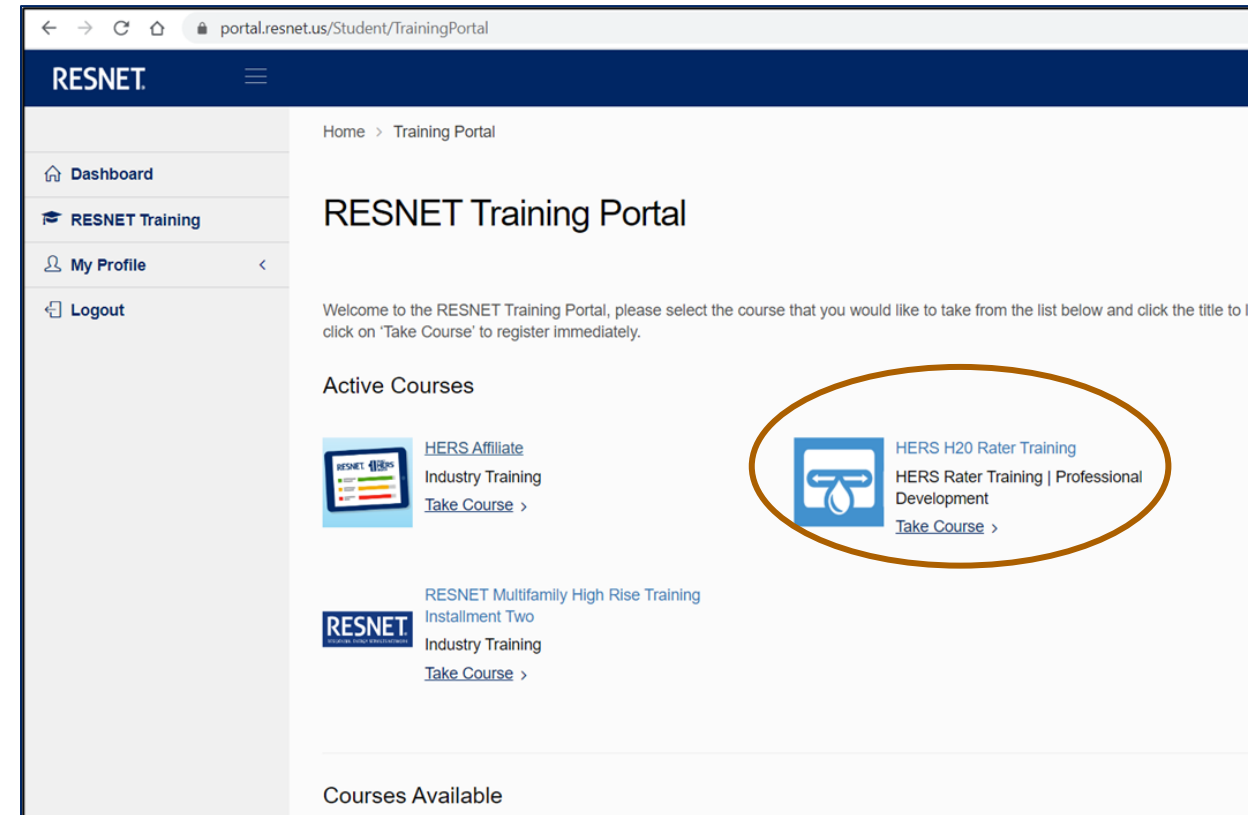 portal.resnet.us/Student/TrainingPortal
RESNET.
Home > Training Portal
Dashboard
RESNET Training
My Profile <
Logout
RESNET Training Portal
Welcome to the RESNET Training Portal, please select the course that you would like to take from the list below and click the title to
click on ‘Take Course’ to register immediately.
Active Courses
RESNET HERS
HERS Affiliate
Industry Training
Take Course >
HERS H20 Rater Training
HERS Rater Training | Professional
Development
Take Course >
RESNET.
RESNET Multifamily High Rise Training
Installment Two
Industry Training
Take Course >
Courses Available